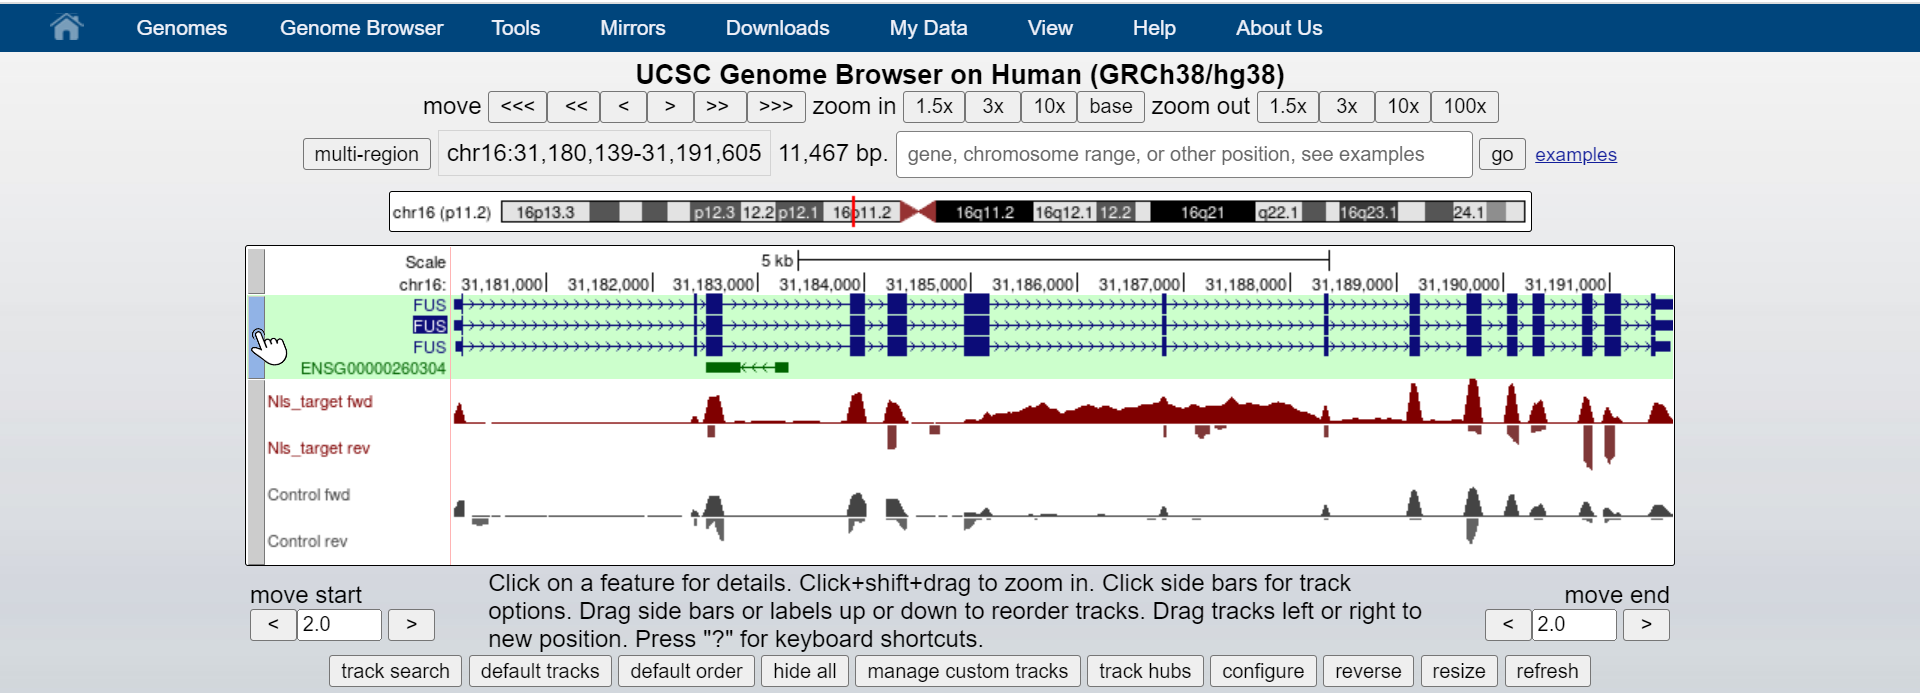 Genomes Genome Browser Tools Mirrors Downloads My Data View Help About Us
UCSC Genome Browser on Human (GRCh38/hg38)
move <<< << < > >> >>> zoom in 1.5x 3x 10x base zoom out 1.5x 3x 10x 100x
multi-region chr16:31,180,139-31,191,605 11,467 bp. gene, chromosome range, or other position, see examples go examples
chr16 (p11.2) 16p13.3 p12.3 12.2 p12.1 16p11.2 16q11.2 16q12.1 12.2 16q21 q22.1 16q23.1 24.1
Scale 5 kb
chr16: 31,181,000 31,182,000 31,183,000 31,184,000 31,185,000 31,186,000 31,187,000 31,188,000 31,189,000 31,190,000 31,191,000
FUS
FUS
FUS
ENSG00000260304
Nls_target fwd
Nls_target rev
Control fwd
Control rev
move start
< 2.0 >
Click on a feature for details. Click+shift+drag to zoom in. Click side bars for track
options. Drag side bars or labels up or down to reorder tracks. Drag tracks left or right to
new position. Press "?" for keyboard shortcuts.
move end
< 2.0 >
track search default tracks default order hide all manage custom tracks track hubs configure reverse resize refresh